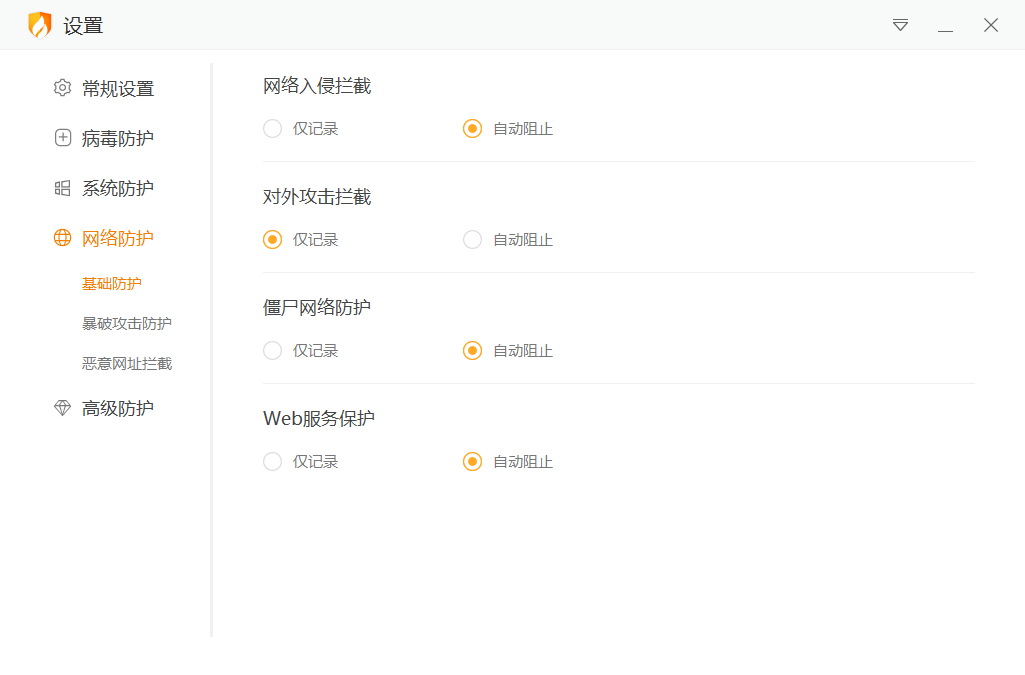 设置
常规设置
病毒防护
系统防护
网络防护
基础防护
暴破攻击防护
恶意网址拦截
高级防护
网络入侵拦截
仅记录 自动阻止
对外攻击拦截
仅记录 自动阻止
僵尸网络防护
仅记录 自动阻止
Web服务保护
仅记录 自动阻止